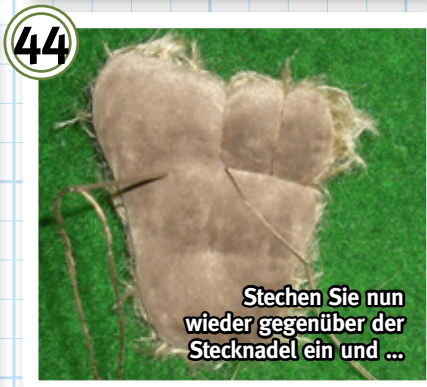 44
Stechen Sie nun
wieder gegenüber der
Stecknadel ein und ...